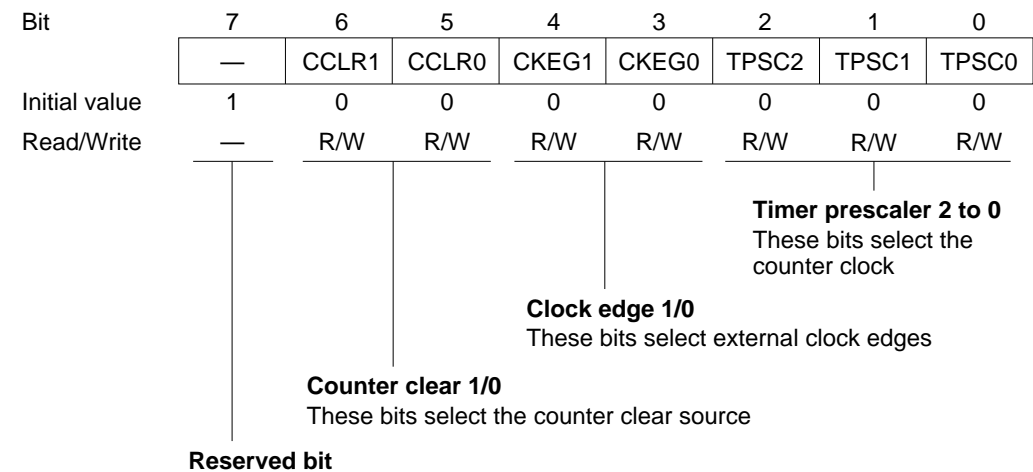 Bit 7 6 5 4 3 2 1 0
— CCLR1 CCLR0 CKEG1 CKEG0 TPSC2 TPSC1 TPSC0
Initial value 1 0 0 0 0 0 0 0
Read/Write — R/W R/W R/W R/W R/W R/W R/W
Timer prescaler 2 to 0
These bits select the
counter clock
Clock edge 1/0
These bits select external clock edges
Counter clear 1/0
These bits select the counter clear source
Reserved bit